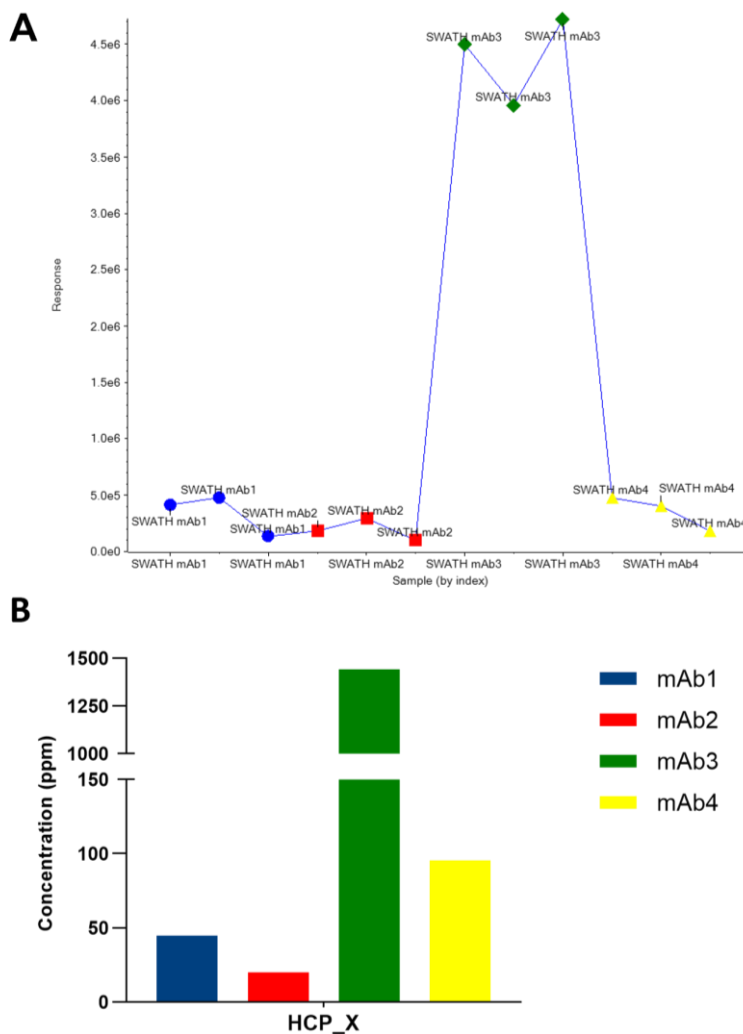 A
4.5e6
4.0e6
3.5e6
3.0e6
2.5e6
2.0e6
1.5e6
1.0e6
5.0e5
0.0e0
Response
SWATH mAb1
SWATH mAb1
SWATH mAb1
SWATH mAb2
SWATH mAb2
SWATH mAb2
SWATH mAb3
SWATH mAb3
SWATH mAb3
SWATH mAb4
SWATH mAb4
SWATH mAb4
SWATH mAb1 SWATH mAb1 SWATH mAb2 SWATH mAb3 SWATH mAb3 SWATH mAb4
Sample (by index)
B
1500
1250
1000
150
100
50
0
Concentration (ppm)
HCP_X
mAb1
mAb2
mAb3
mAb4